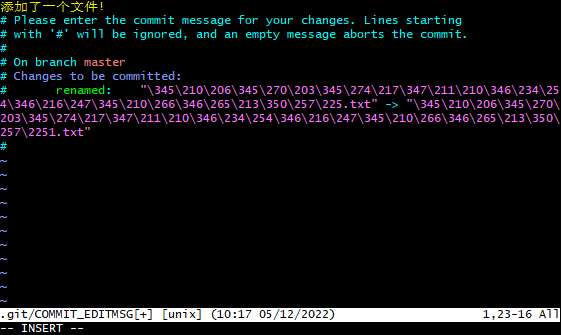 添加了一个文件!
# Please enter the commit message for your changes. Lines starting
# with '#' will be ignored, and an empty message aborts the commit.
#
# On branch master
# Changes to be committed:
#       renamed:    "\345\210\206\345\270\203\345\274\217\347\211\210\346\234\25
4\346\216\247\345\210\266\346\265\213\350\257\225.txt" -> "\345\210\206\345\270\
203\345\274\217\347\211\210\346\234\254\346\216\247\345\210\266\346\265\213\350\
257\2251.txt"
#
~
~
~
~
~
~
~
~
~
~
~
.git/COMMIT_EDITMSG[+] [unix] (10:17 05/12/2022) 1,23-16 All
-- INSERT --